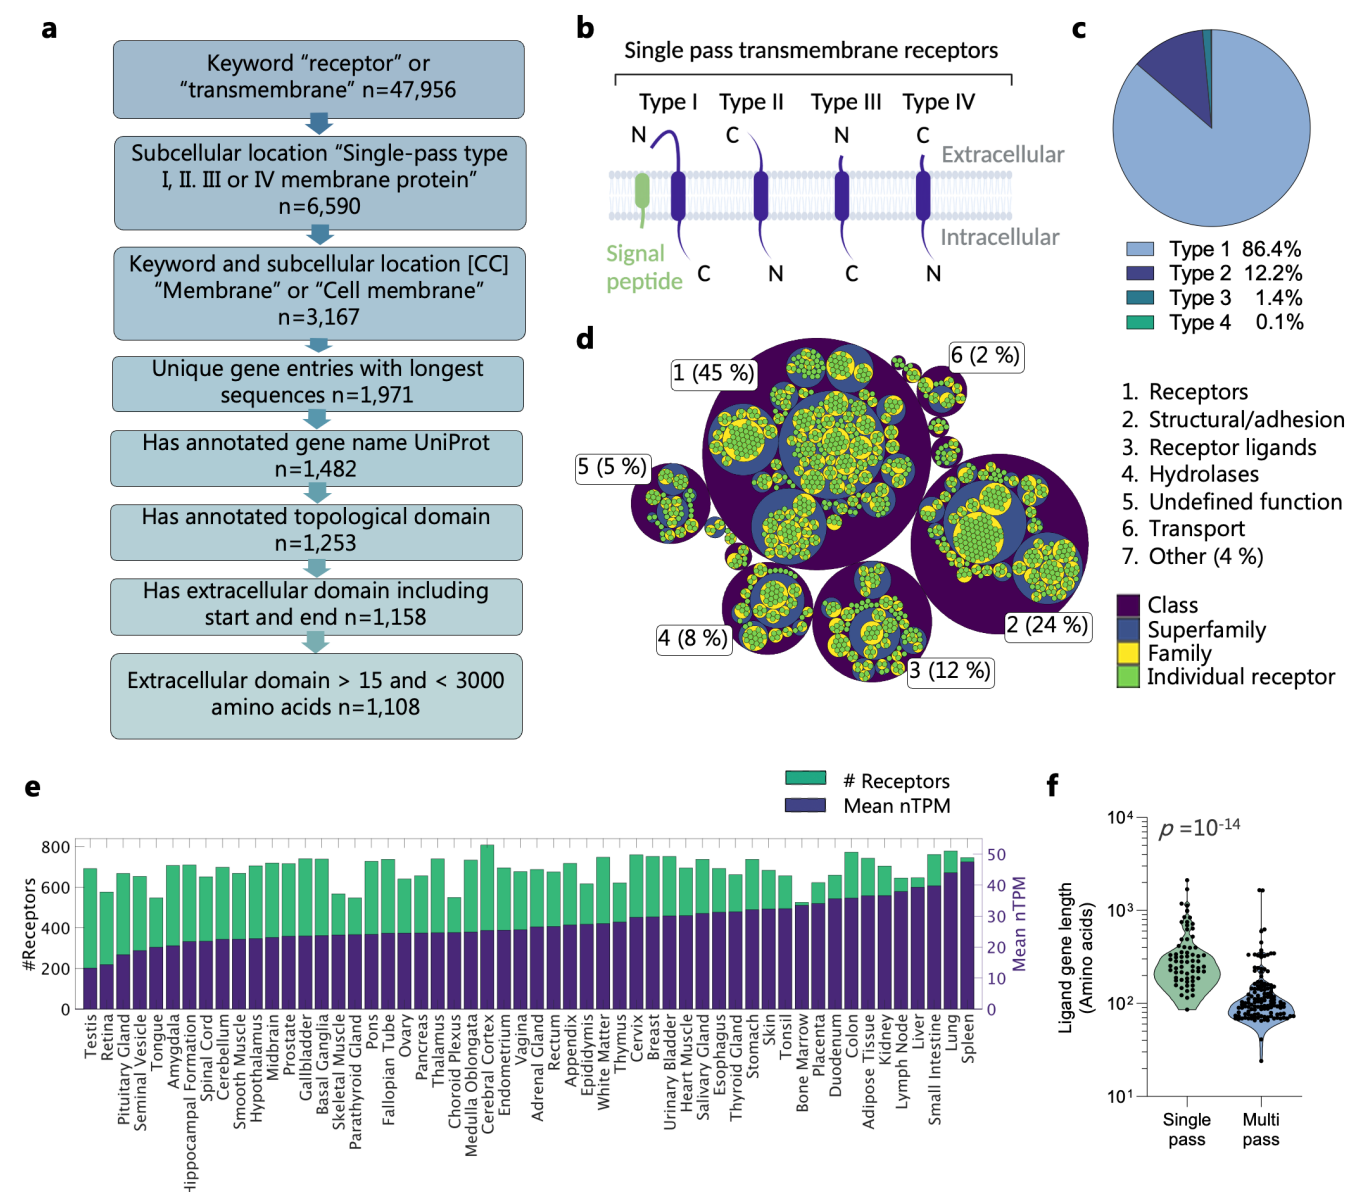 a
Keyword “receptor” or
“transmembrane” n=47,956
Subcellular location “Single-pass type
I, II. III or IV membrane protein”
n=6,590
Keyword and subcellular location [CC]
“Membrane” or “Cell membrane”
n=3,167
Unique gene entries with longest
sequences n=1,971
Has annotated gene name UniProt
n=1,482
Has annotated topological domain
n=1,253
Has extracellular domain including
start and end n=1,158
Extracellular domain > 15 and < 3000
amino acids n=1,108
b
Single pass transmembrane receptors
Type I Type II Type III Type IV
N C N C
Extracellular
Intracellular
Signal
peptide
C N C N
c
Type 1 86.4%
Type 2 12.2%
Type 3 1.4%
Type 4 0.1%
d
1 (45 %)
6 (2 %)
5 (5 %)
4 (8 %)
3 (12 %)
2 (24 %)
1. Receptors
2. Structural/adhesion
3. Receptor ligands
4. Hydrolases
5. Undefined function
6. Transport
7. Other (4 %)
Class
Superfamily
Family
Individual receptor
e
# Receptors
Mean nTPM
#Receptors
800
600
400
200
0
50
40
30
20
10
0
Mean nTPM
Testis
Retina
Pituitary Gland
Seminal Vesicle
Tongue
Amygdala
Hippocampal Formation
Spinal Cord
Cerebellum
Smooth Muscle
Hypothalamus
Midbrain
Prostate
Gallbladder
Basal Ganglia
Skeletal Muscle
Parathyroid Gland
Pons
Fallopian Tube
Ovary
Pancreas
Thalamus
Choroid Plexus
Medulla Oblongata
Cerebral Cortex
Endometrium
Vagina
Adrenal Gland
Rectum
Appendix
Epididymis
White Matter
Thymus
Cervix
Breast
Urinary Bladder
Heart Muscle
Salivary Gland
Esophagus
Thyroid Gland
Stomach
Skin
Tonsil
Bone Marrow
Placenta
Duodenum
Colon
Adipose Tissue
Kidney
Lymph Node
Liver
Small Intestine
Lung
Spleen
f
p =10⁻¹⁴
Ligand gene length
(Amino acids)
10⁴
10³
10²
10¹
Single
pass
Multi
pass